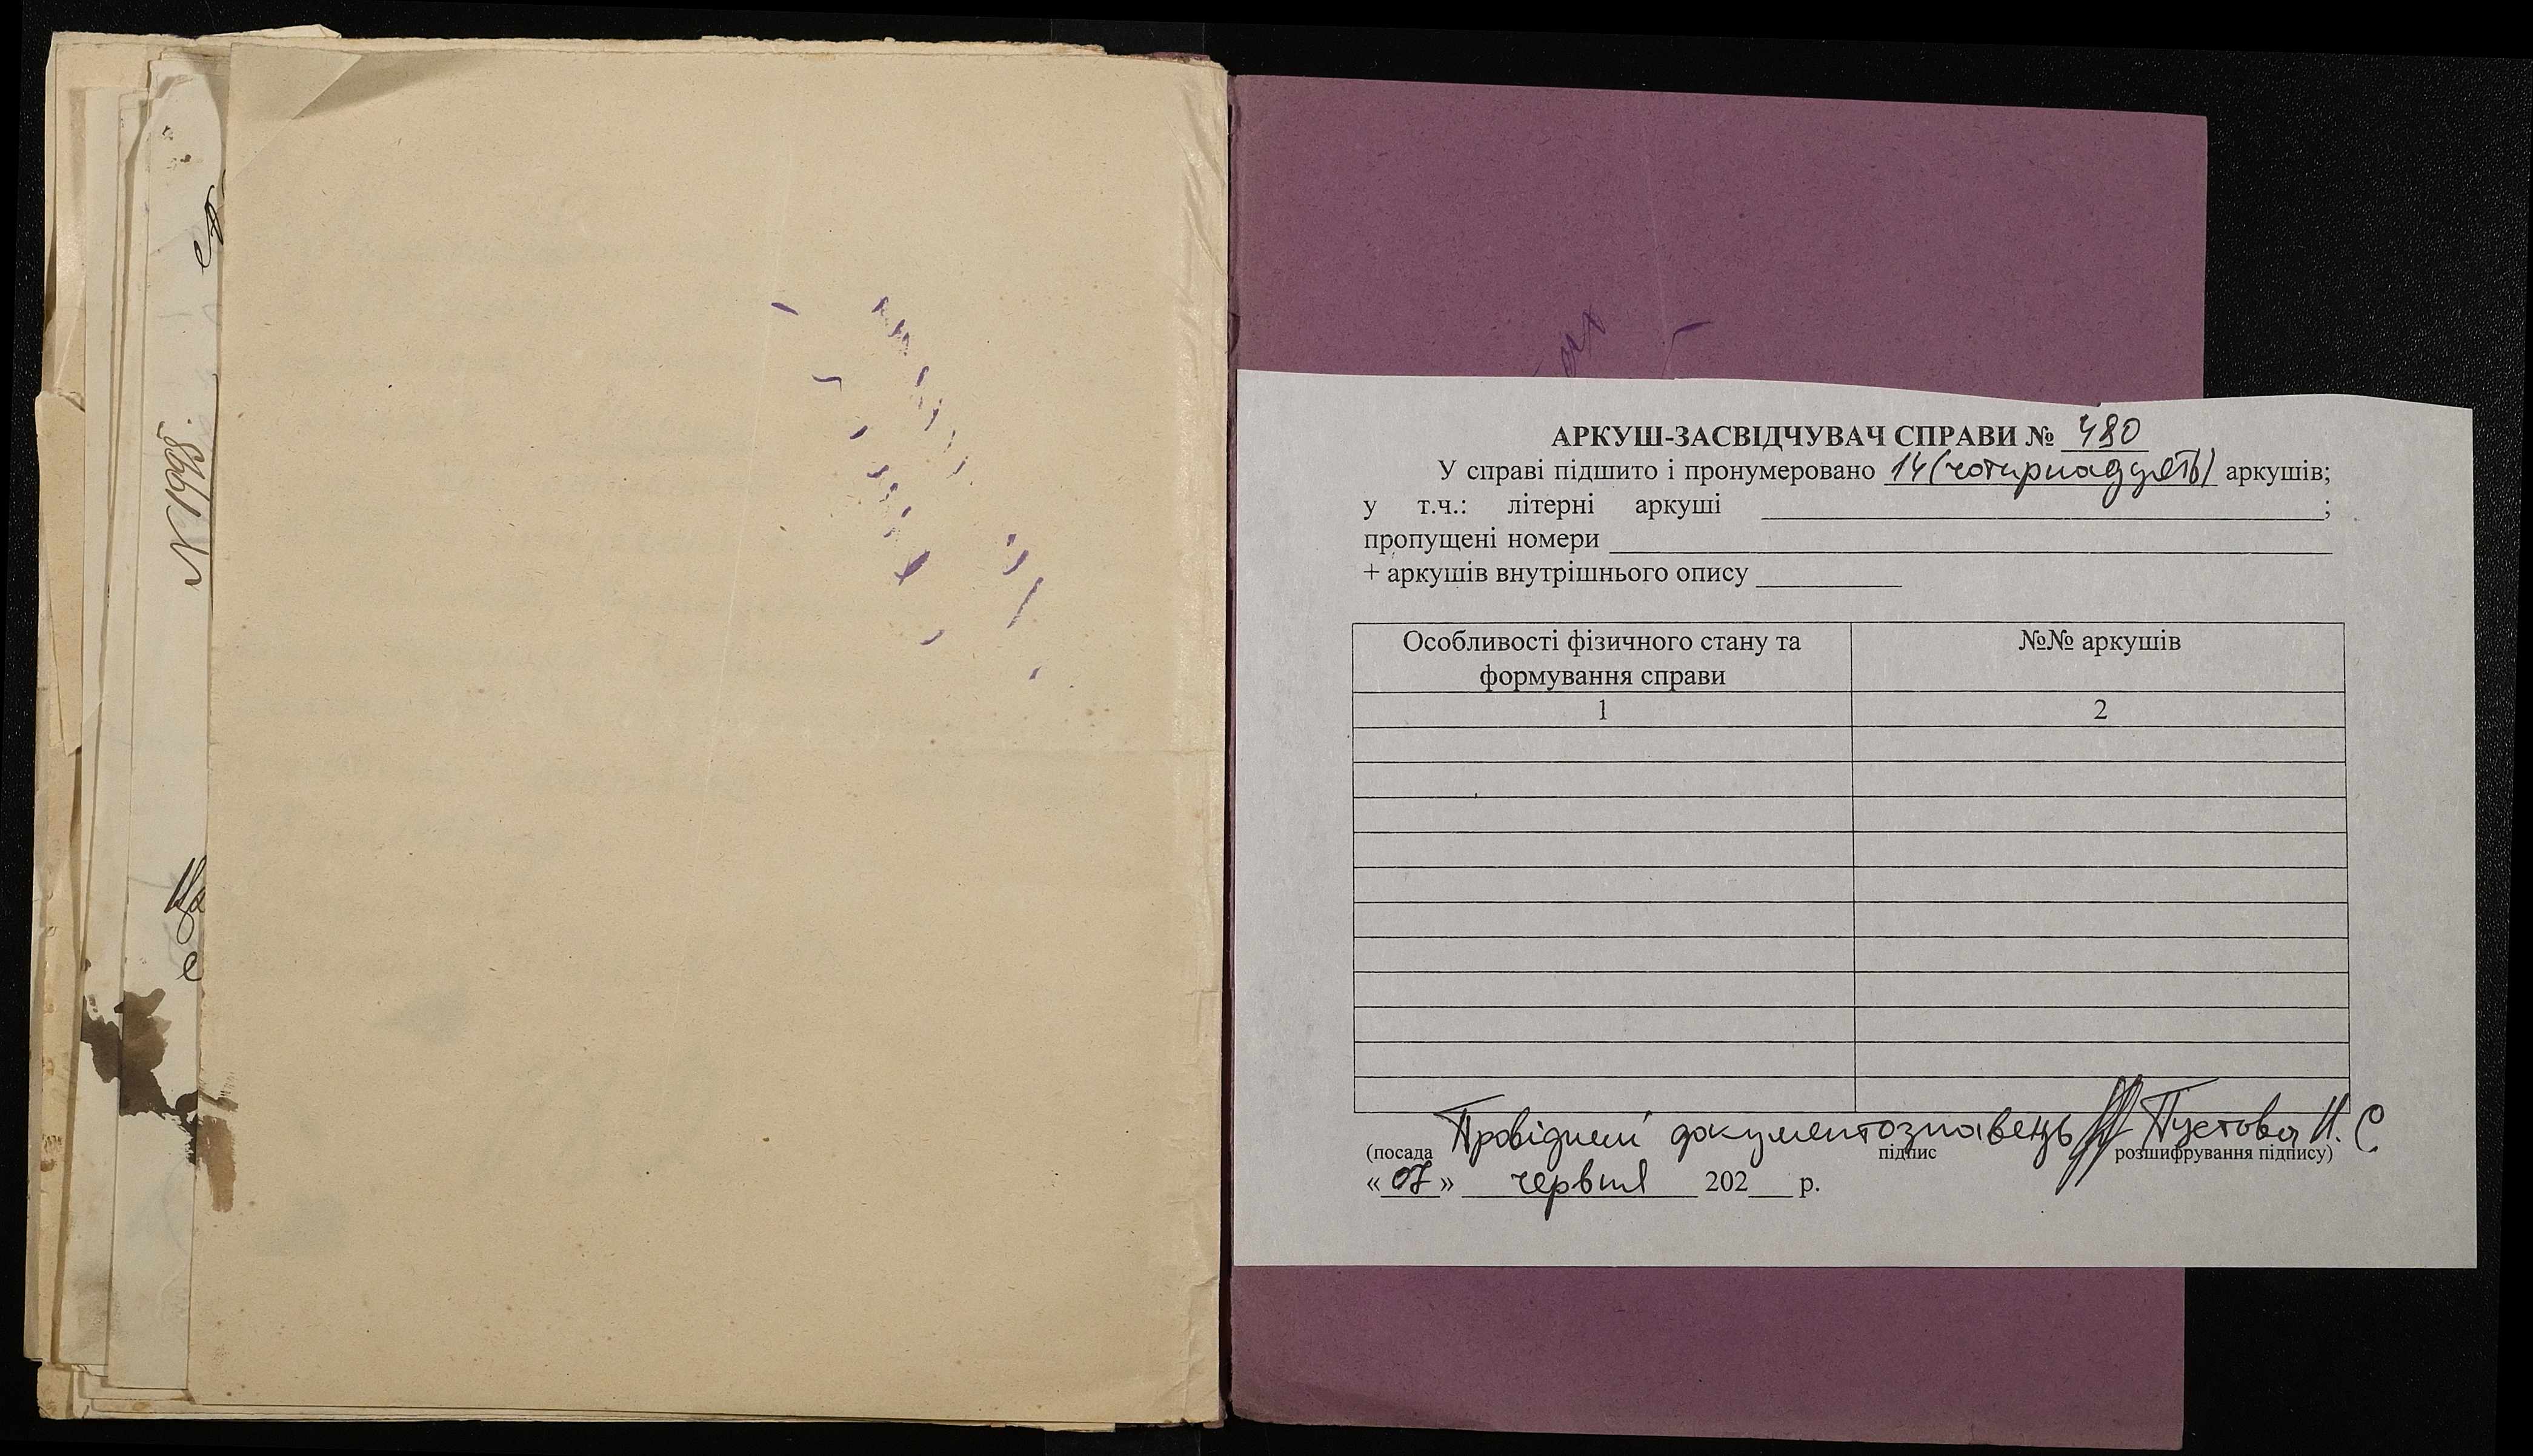 №1498
На
е
АРКУШ-ЗАСВІДЧУВАЧ СПРАВИ № 480
У справі підшито і пронумеровано 14 (чотирнадцять) аркушів;
у т.ч.: літерні аркуші ;
пропущені номери
+ аркушів внутрішнього опису
Особливості фізичного стану та формування справи №№ аркушів
1 2
Провідний документознавець Пустова Н. С
(посада підпис розшифрування підпису)
« 07 » червня 202 р.